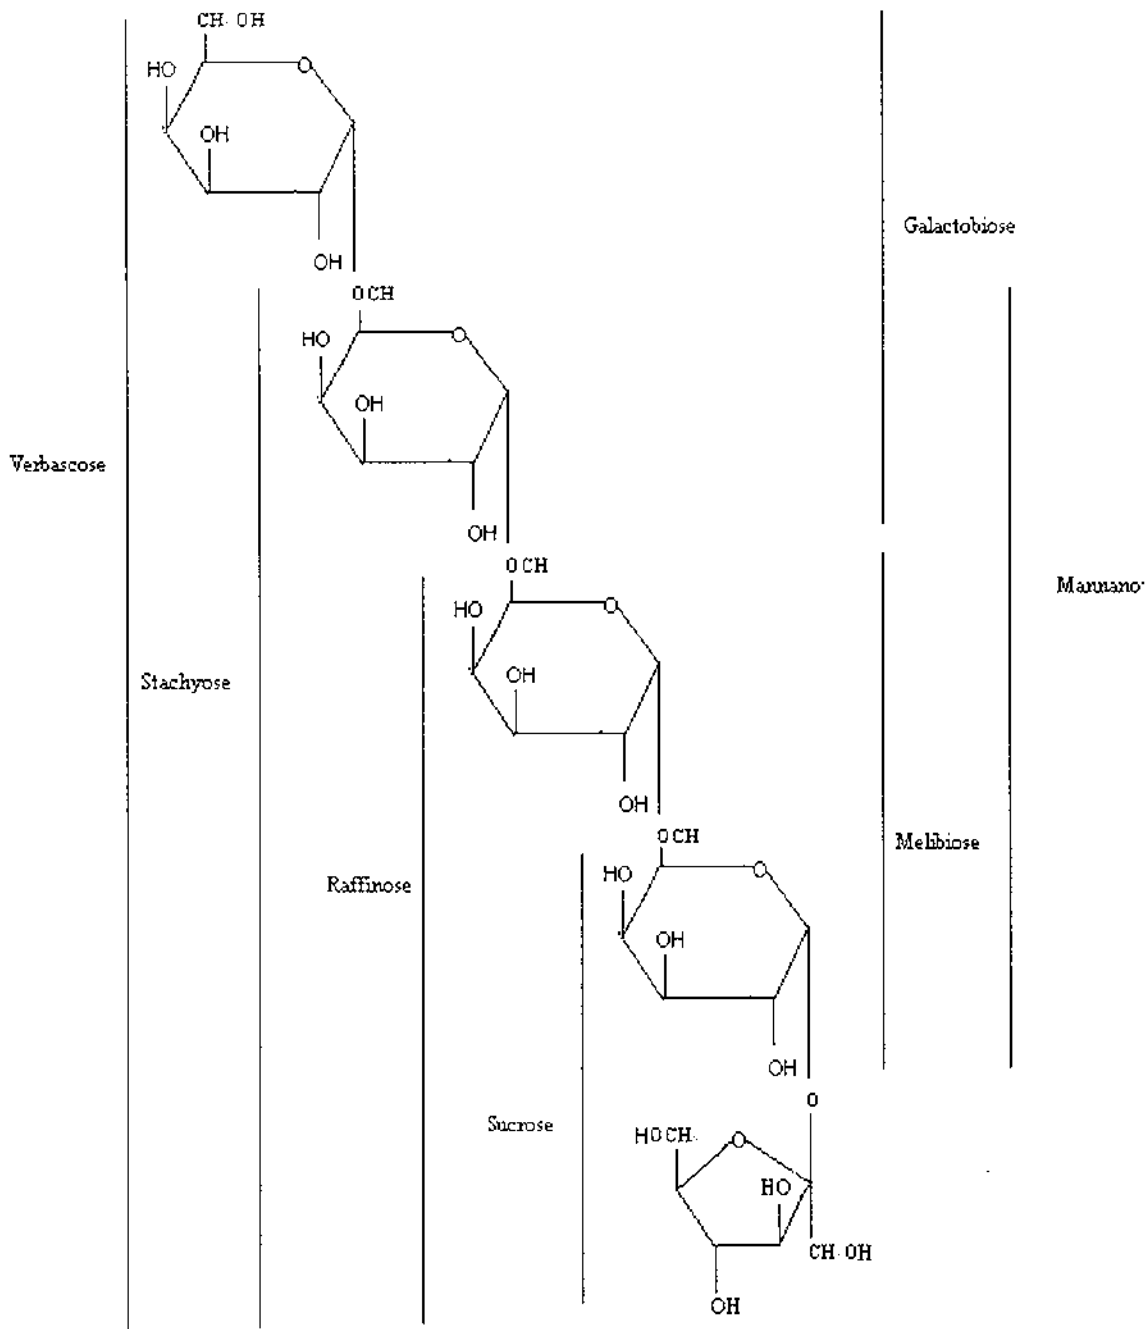 CH OH
HO
O
OH
OH
Galactobiose
OCH
HO
O
OH
Verbascose
OH
OCH
Mannano
HO
O
OH
Stachyose
OH
OCH
Melibiose
HO
O
Raffinose
OH
OH
O
Sucrose
HOCH
O
HO
CH OH
OH